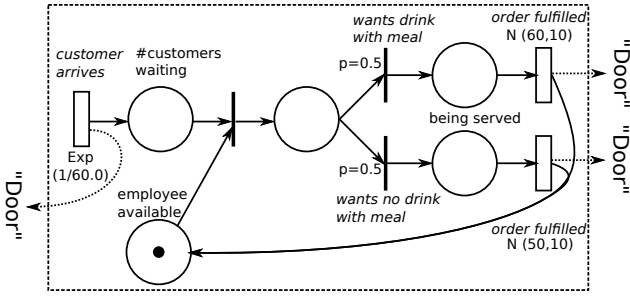 customer
arrives
#customers
waiting
wants drink
with meal
order fulfilled
N (60,10)
p=0.5
"Door"
being served
Exp
(1/60.0)
p=0.5
"Door"
wants no drink
with meal
"Door"
employee
available
order fulfilled
N (50,10)